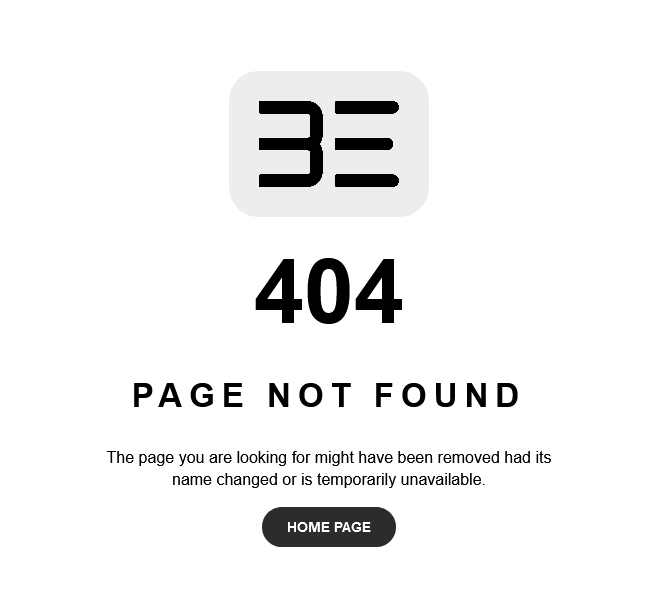 BE
404
PAGE NOT FOUND
The page you are looking for might have been removed had its
name changed or is temporarily unavailable.
HOME PAGE